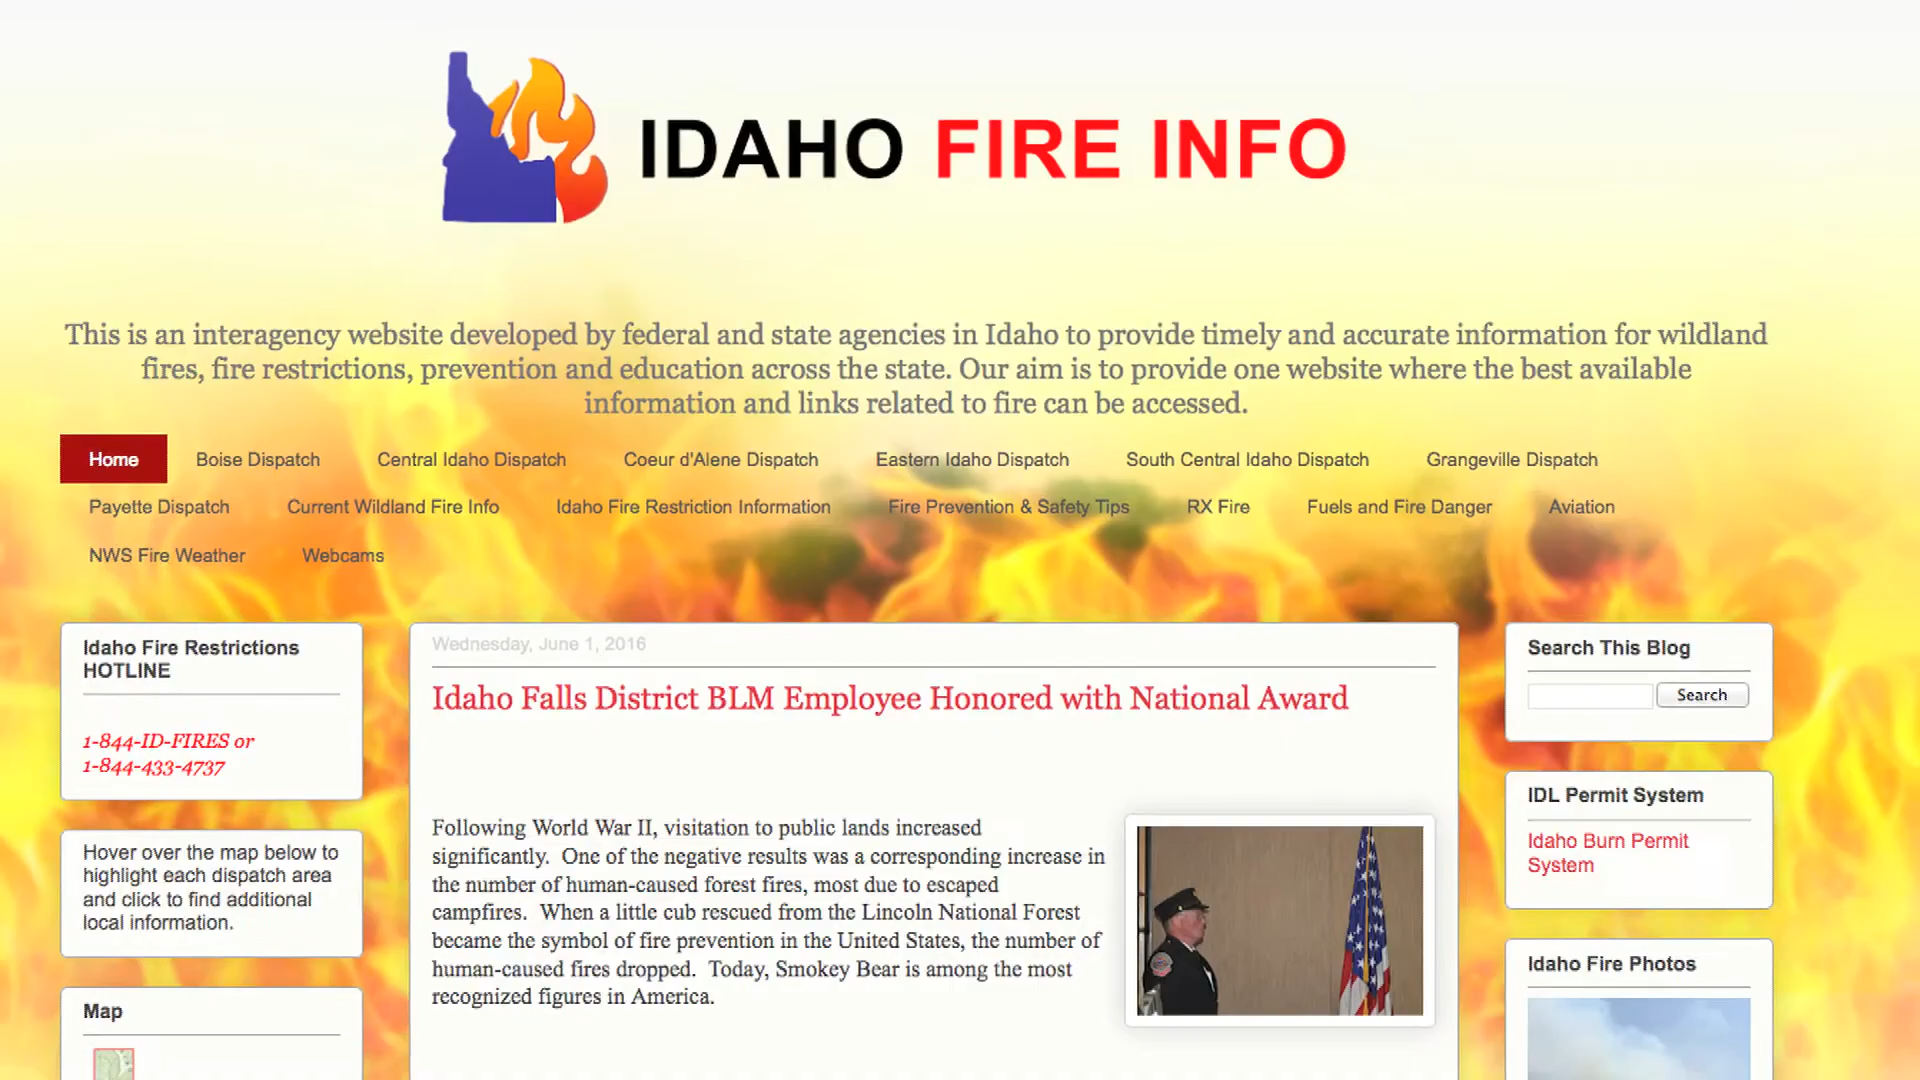 IDAHO FIRE INFO
This is an interagency website developed by federal and state agencies in Idaho to provide timely and accurate information for wildland
fires, fire restrictions, prevention and education across the state. Our aim is to provide one website where the best available
information and links related to fire can be accessed.
Home Boise Dispatch Central Idaho Dispatch Coeur d'Alene Dispatch Eastern Idaho Dispatch South Central Idaho Dispatch Grangeville Dispatch
Payette Dispatch Current Wildland Fire Info Idaho Fire Restriction Information Fire Prevention & Safety Tips RX Fire Fuels and Fire Danger Aviation
NWS Fire Weather Webcams
Idaho Fire Restrictions
HOTLINE
1-844-ID-FIRES or
1-844-433-4737
Hover over the map below to
highlight each dispatch area
and click to find additional
local information.
Map
Wednesday, June 1, 2016
Idaho Falls District BLM Employee Honored with National Award
Following World War II, visitation to public lands increased
significantly. One of the negative results was a corresponding increase in
the number of human-caused forest fires, most due to escaped
campfires. When a little cub rescued from the Lincoln National Forest
became the symbol of fire prevention in the United States, the number of
human-caused fires dropped. Today, Smokey Bear is among the most
recognized figures in America.
Search This Blog
Search
IDL Permit System
Idaho Burn Permit
System
Idaho Fire Photos